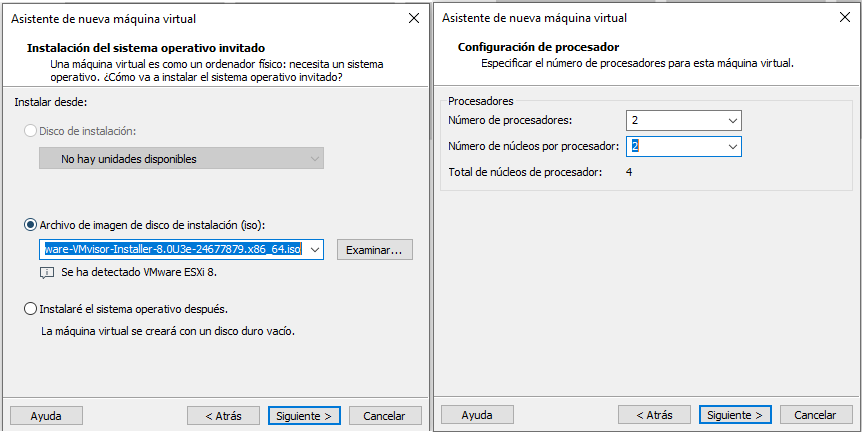 Asistente de nueva máquina virtual
Instalación del sistema operativo invitado
Una máquina virtual es como un ordenador físico: necesita un sistema
operativo. ¿Cómo va a instalar el sistema operativo invitado?
Instalar desde:
Disco de instalación:
No hay unidades disponibles
Archivo de imagen de disco de instalación (iso):
ware-VMvisor-Installer-8.0U3e-24677879.x86_64.iso
Examinar...
Se ha detectado VMware ESXi 8.
Instalaré el sistema operativo después.
La máquina virtual se creará con un disco duro vacío.
Ayuda
< Atrás
Siguiente >
Cancelar
Asistente de nueva máquina virtual
Configuración de procesador
Especificar el número de procesadores para esta máquina virtual.
Procesadores
Número de procesadores: 2
Número de núcleos por procesador: 2
Total de núcleos de procesador: 4
Ayuda
< Atrás
Siguiente >
Cancelar